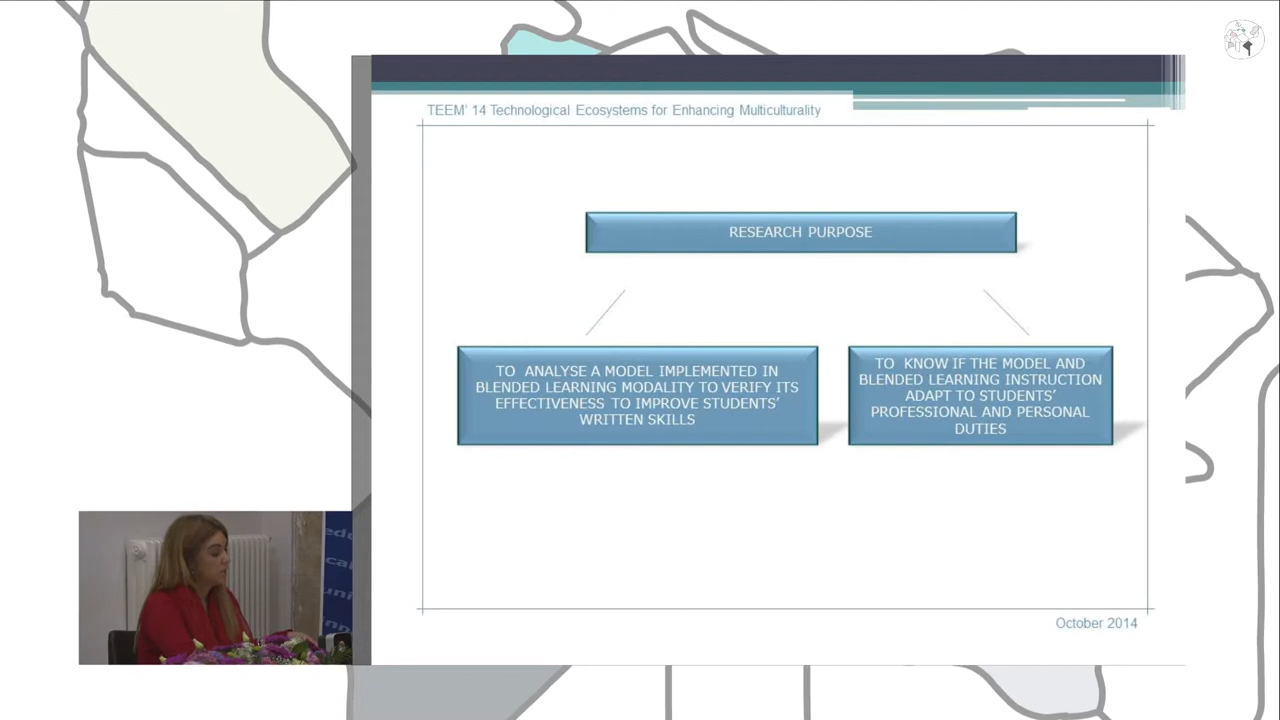 TEEM' 14 Technological Ecosystems for Enhancing Multiculturality
RESEARCH PURPOSE
TO ANALYSE A MODEL IMPLEMENTED IN
BLENDED LEARNING MODALITY TO VERIFY ITS
EFFECTIVENESS TO IMPROVE STUDENTS'
WRITTEN SKILLS
TO KNOW IF THE MODEL AND
BLENDED LEARNING INSTRUCTION
ADAPT TO STUDENTS'
PROFESSIONAL AND PERSONAL
DUTIES
October 2014